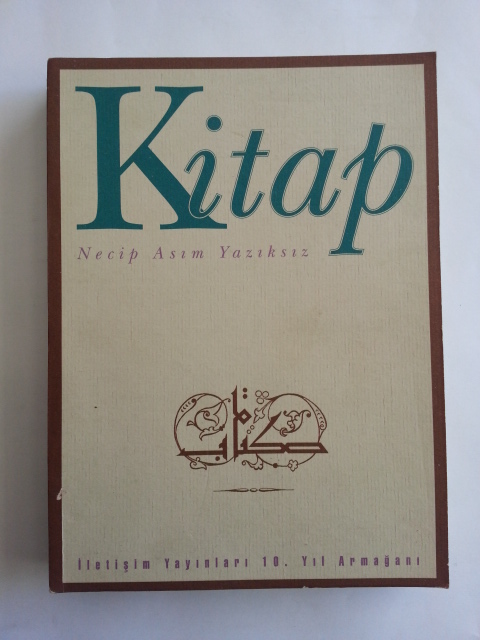 Kitap
Necip Asım Yazıksız
كتاب
İletişim Yayınları 10. Yıl Armağanı